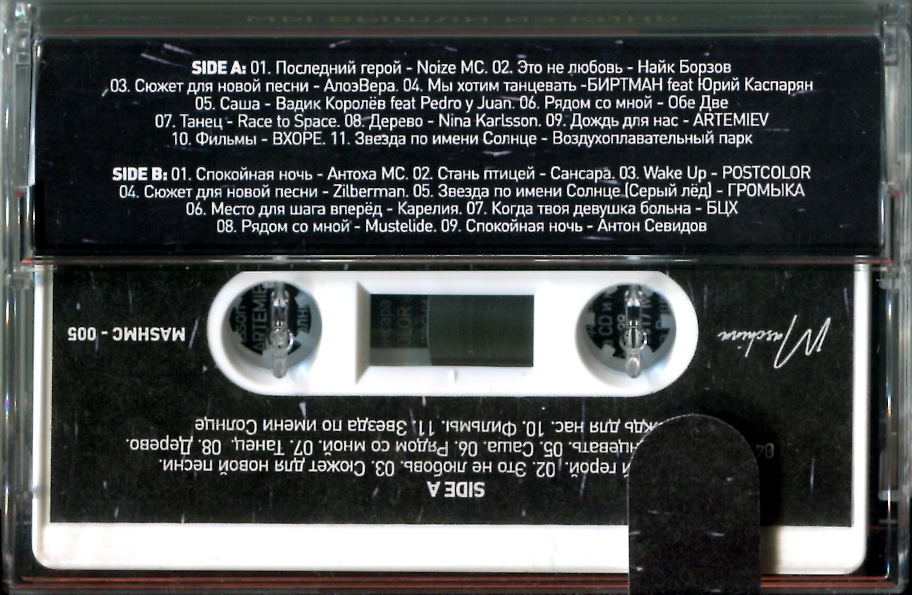 МЫ ВЫШЛИ ИЗ КИНО
SIDE A: 01. Последний герой - Noize MC. 02. Это не любовь - Найк Борзов
03. Сюжет для новой песни - АлоэВера. 04. Мы хотим танцевать -БИРТМАН feat Юрий Каспарян
05. Саша - Вадик Королёв feat Pedro y Juan. 06. Рядом со мной - Обе Две
07. Танец - Race to Space. 08. Дерево - Nina Karlsson. 09. Дождь для нас - ARTEMIEV
10. Фильмы - ВХОРЕ. 11. Звезда по имени Солнце - Воздухоплавательный парк
SIDE B: 01. Спокойная ночь - Антоха МС. 02. Стань птицей - Сансара. 03. Wake Up - POSTCOLOR
04. Сюжет для новой песни - Zilberman. 05. Звезда по имени Солнце (Серый лёд) - ГРОМЫКА
06. Место для шага вперёд - Карелия. 07. Когда твоя девушка больна - БЦХ
08. Рядом со мной - Mustelide. 09. Спокойная ночь - Антон Севидов
MASHMC - 005
Maschina
SIDE A
й герой. 02. Это не любовь. 03. Сюжет для новой песни.
04. нцевать. 05. Саша. 06. Рядом со мной. 07. Танец. 08. Дерево.
ждь для нас. 10. Фильмы. 11. Звезда по имени Солнце